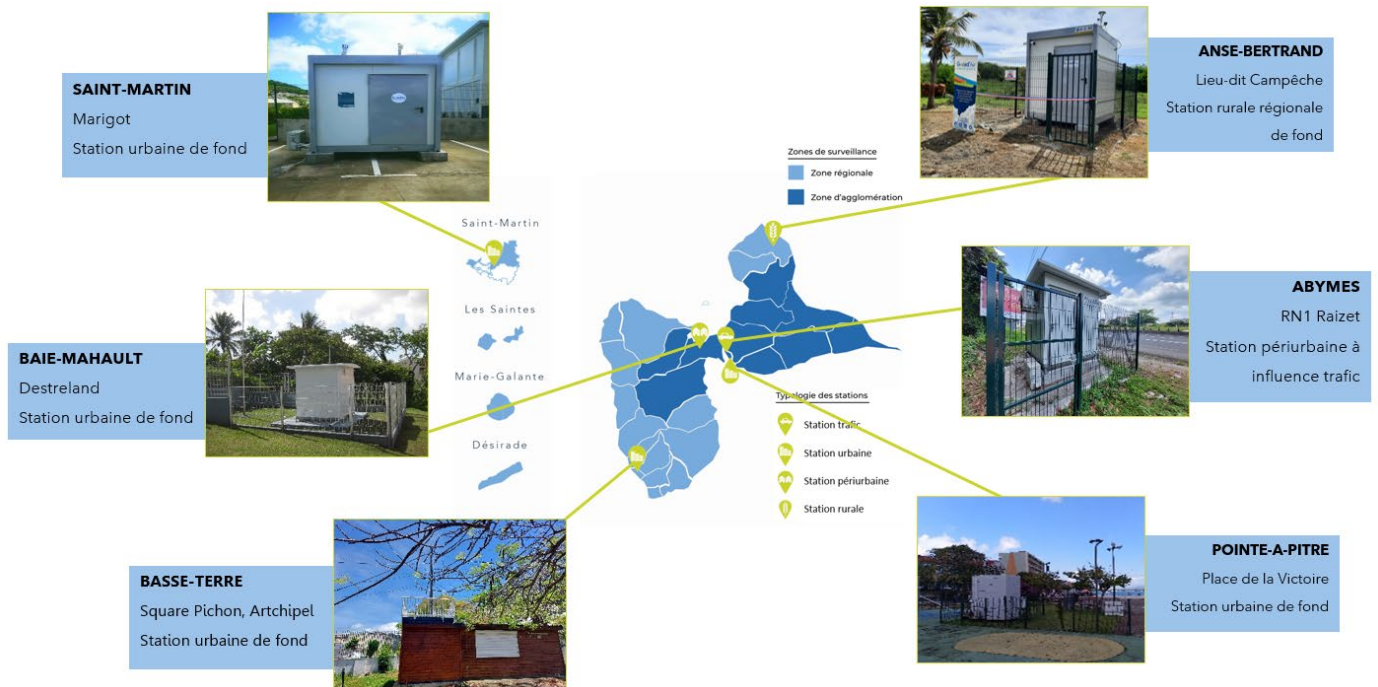 SAINT-MARTIN
Marigot
Station urbaine de fond
ANSE-BERTRAND
Lieu-dit Campêche
Station rurale régionale
de fond
Zones de surveillance
Zone régionale
Zone d'agglomération
Saint-Martin
Les Saintes
Marie-Galante
Désirade
BAIE-MAHAULT
Destreland
Station urbaine de fond
ABYMES
RN1 Raizet
Station périurbaine à
influence trafic
Typologie des stations
Station trafic
Station urbaine
Station périurbaine
Station rurale
BASSE-TERRE
Square Pichon, Artchipel
Station urbaine de fond
POINTE-A-PITRE
Place de la Victoire
Station urbaine de fond